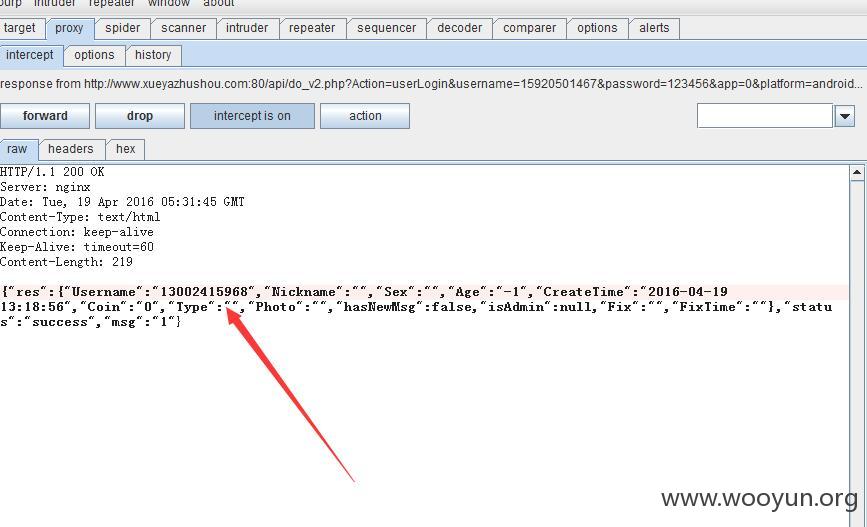 burp intruder repeater window about
target proxy spider scanner intruder repeater sequencer decoder comparer options alerts
intercept options history
response from http://www.xueyazhushou.com:80/api/do_v2.php?Action=userLogin&username=15920501467&password=123456&app=0&platform=android...
forward drop intercept is on action
raw headers hex
HTTP/1.1 200 OK
Server: nginx
Date: Tue, 19 Apr 2016 05:31:45 GMT
Content-Type: text/html
Connection: keep-alive
Keep-Alive: timeout=60
Content-Length: 219
{"res":{"Username":"13002415968","Nickname":"","Sex":"","Age":"-1","CreateTime":"2016-04-19
13:18:56","Coin":"0","Type":"","Photo":"","hasNewMsg":false,"isAdmin":null,"Fix":"","FixTime":""},"statu
s":"success","msg":"1"}
www.wooyun.org